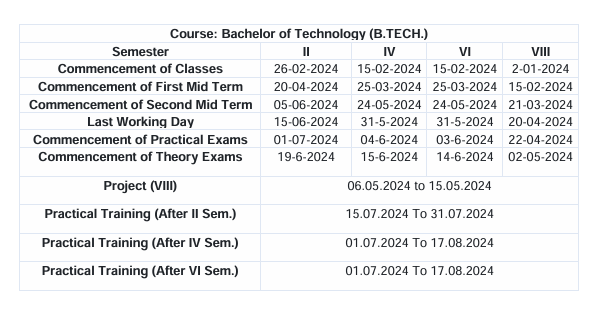 Course: Bachelor of Technology (B.TECH.)
Semester II IV VI VIII
Commencement of Classes 26-02-2024 15-02-2024 15-02-2024 2-01-2024
Commencement of First Mid Term 20-04-2024 25-03-2024 25-03-2024 15-02-2024
Commencement of Second Mid Term 05-06-2024 24-05-2024 24-05-2024 21-03-2024
Last Working Day 15-06-2024 31-5-2024 31-5-2024 20-04-2024
Commencement of Practical Exams 01-07-2024 04-6-2024 03-6-2024 22-04-2024
Commencement of Theory Exams 19-6-2024 15-6-2024 14-6-2024 02-05-2024
Project (VIII) 06.05.2024 to 15.05.2024
Practical Training (After II Sem.) 15.07.2024 To 31.07.2024
Practical Training (After IV Sem.) 01.07.2024 To 17.08.2024
Practical Training (After VI Sem.) 01.07.2024 To 17.08.2024